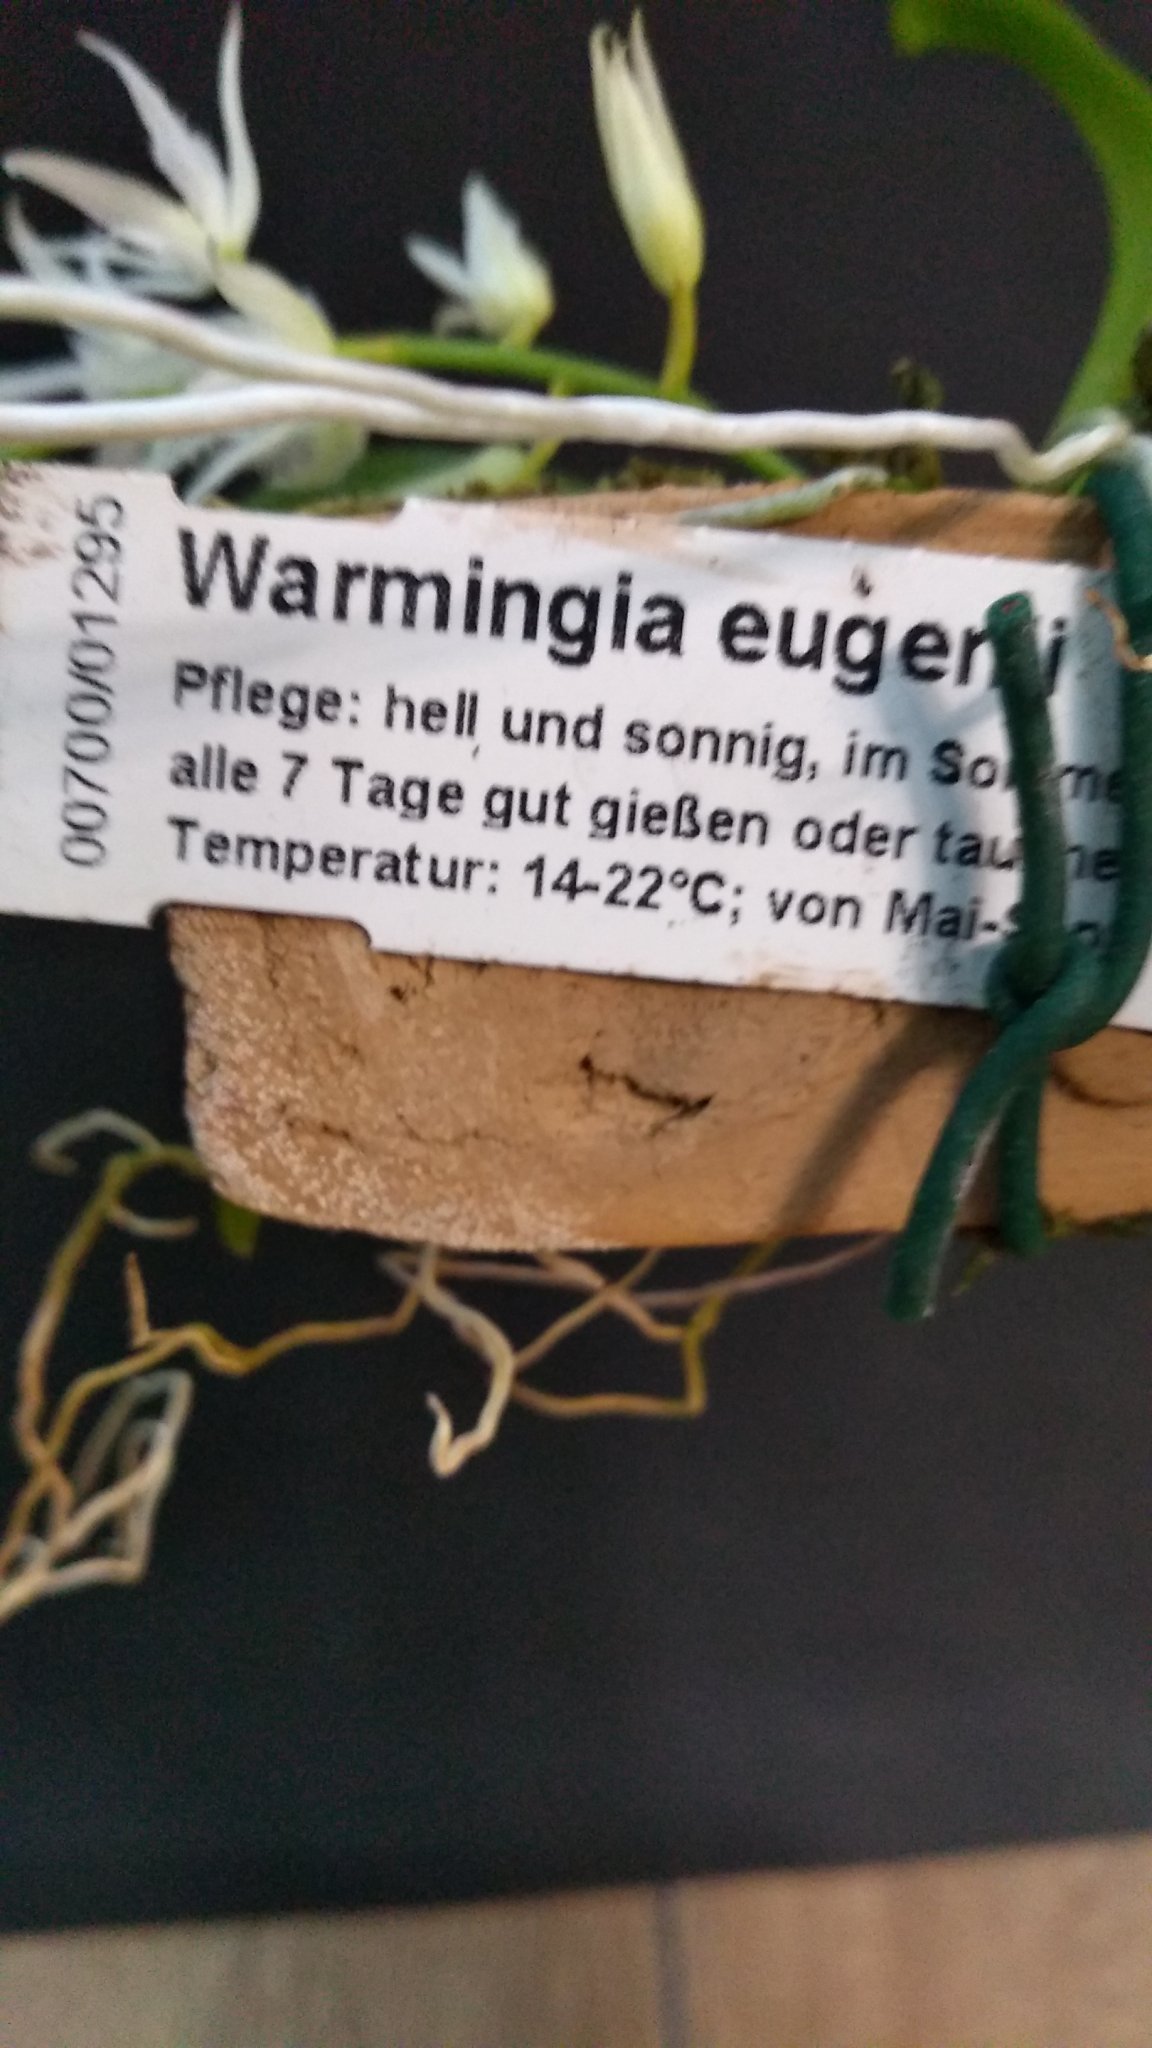 00700/01295
Warmingia eugenii
Pflege: hell und sonnig, im
alle 7 Tage gut gießen oder
Temperatur: 14-22°C; von